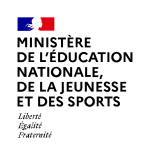 MINISTÈRE
DE L'ÉDUCATION
NATIONALE,
DE LA JEUNESSE
ET DES SPORTS
Liberté
Égalité
Fraternité